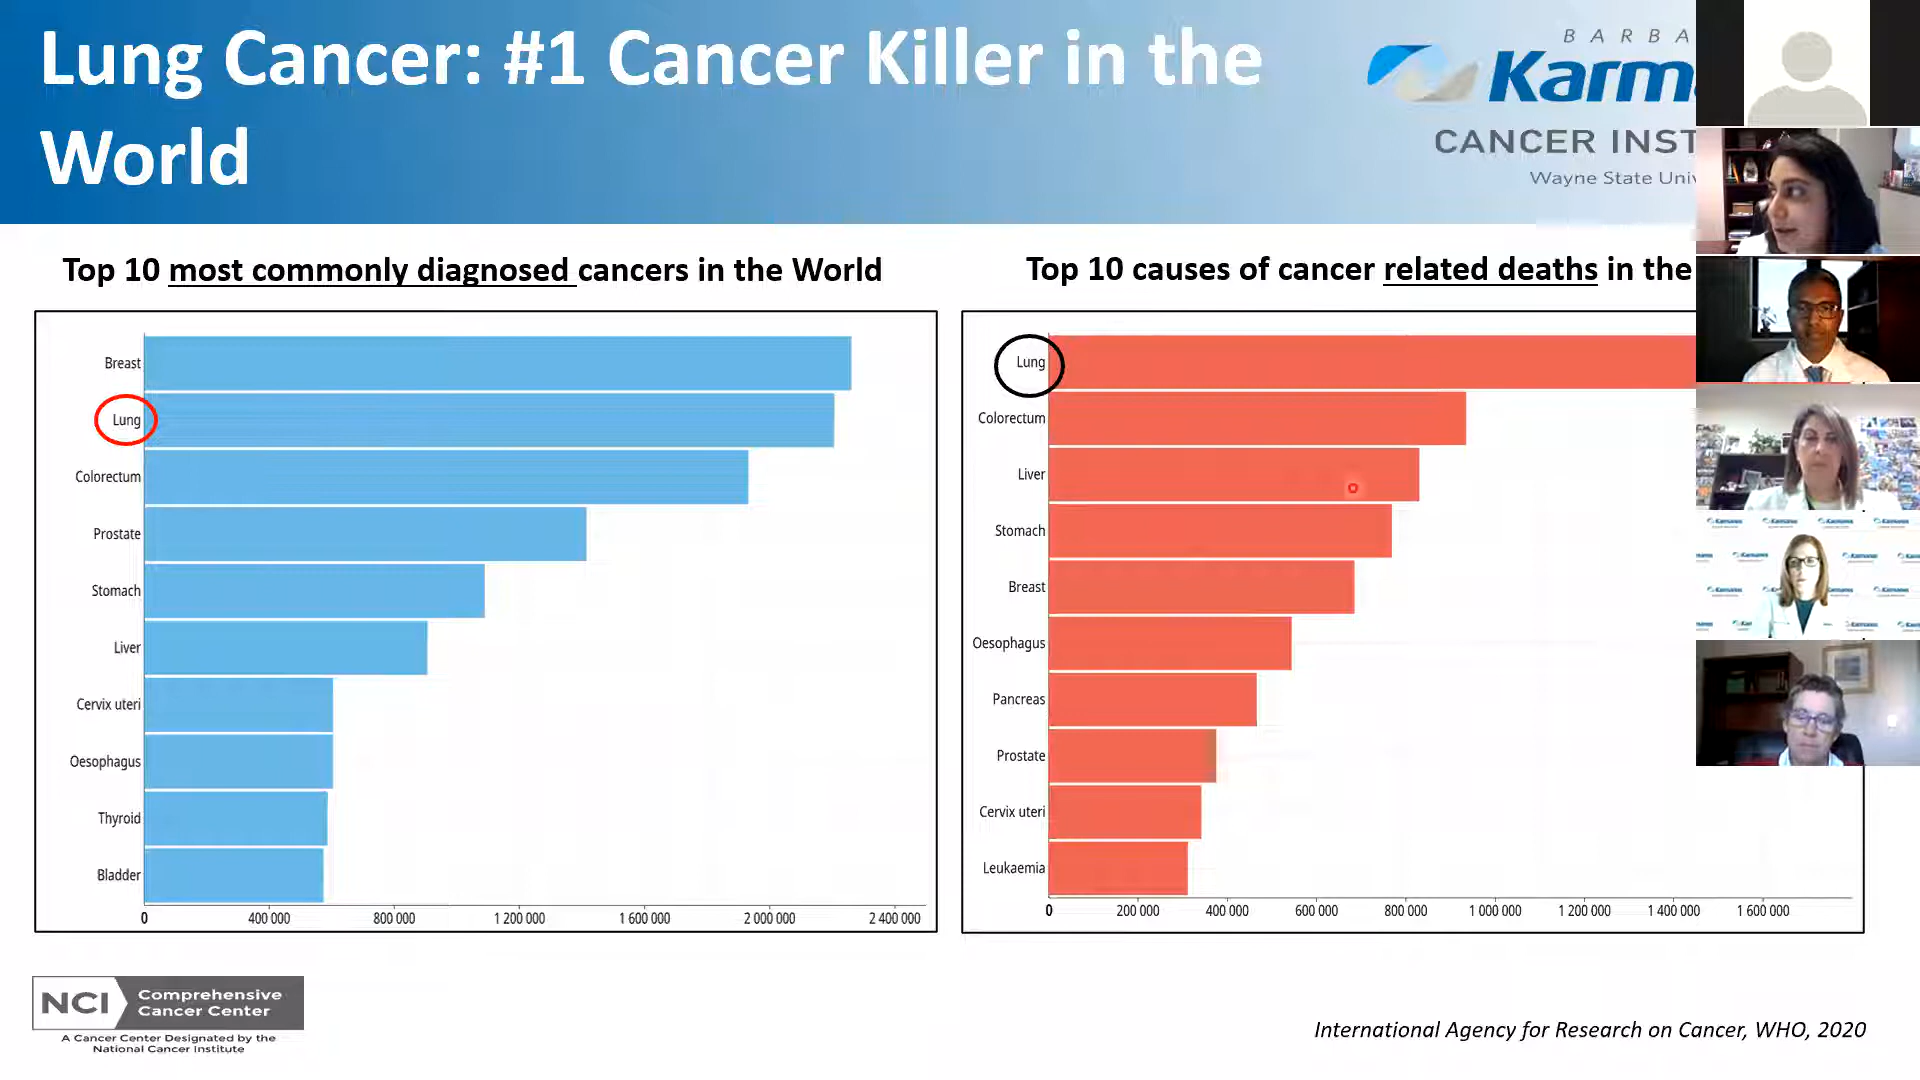 Lung Cancer: #1 Cancer Killer in the
World
BARBA
Karm
CANCER INST
Wayne State Univ
Top 10 most commonly diagnosed cancers in the World
Breast
Lung
Colorectum
Prostate
Stomach
Liver
Cervix uteri
Oesophagus
Thyroid
Bladder
0 400 000 800 000 1 200 000 1 600 000 2 000 000 2 400 000
Top 10 causes of cancer related deaths in the
Lung
Colorectum
Liver
Stomach
Breast
Oesophagus
Pancreas
Prostate
Cervix uteri
Leukaemia
0 200 000 400 000 600 000 800 000 1 000 000 1 200 000 1 400 000 1 600 000
NCI Comprehensive
Cancer Center
A Cancer Center Designated by the
National Cancer Institute
International Agency for Research on Cancer, WHO, 2020